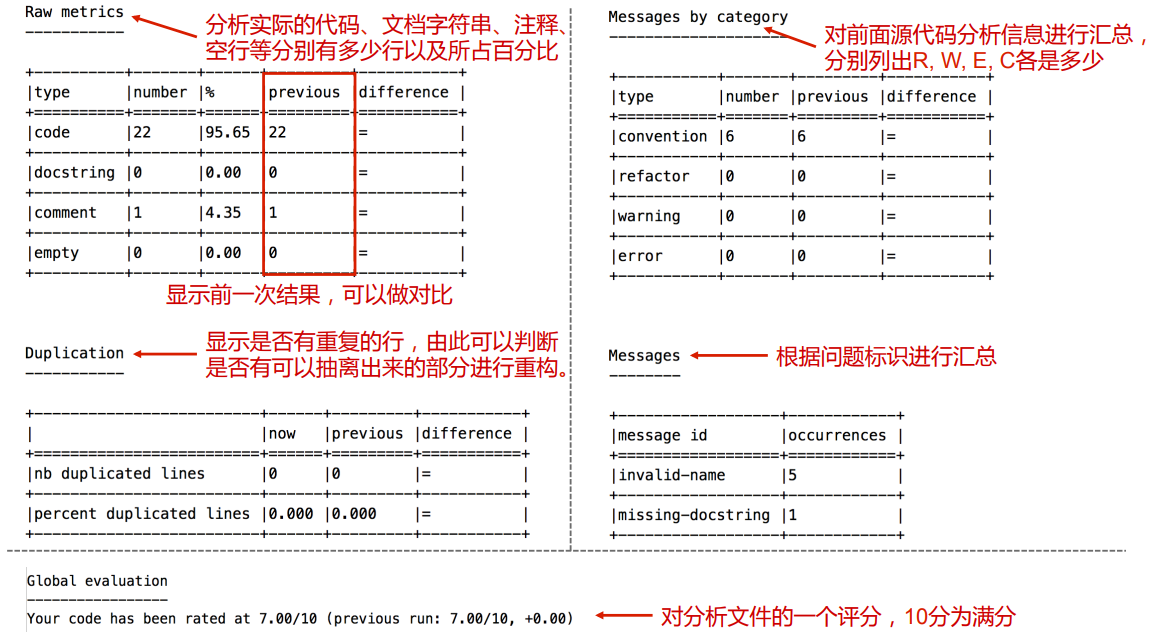 Raw metrics
-----------
分析实际的代码、文档字符串、注释、
空行等分别有多少行以及所占百分比
+----------+-------+------+---------+-----------+
|type |number |% |previous |difference |
+==========+=======+======+=========+===========+
|code |22 |95.65 |22 |= |
+----------+-------+------+---------+-----------+
|docstring |0 |0.00 |0 |= |
+----------+-------+------+---------+-----------+
|comment |1 |4.35 |1 |= |
+----------+-------+------+---------+-----------+
|empty |0 |0.00 |0 |= |
+----------+-------+------+---------+-----------+
显示前一次结果，可以做对比
Messages by category
--------------------
对前面源代码分析信息进行汇总，
分别列出R, W, E, C各是多少
+-----------+-------+---------+-----------+
|type |number |previous |difference |
+===========+=======+=========+===========+
|convention |6 |6 |= |
+-----------+-------+---------+-----------+
|refactor |0 |0 |= |
+-----------+-------+---------+-----------+
|warning |0 |0 |= |
+-----------+-------+---------+-----------+
|error |0 |0 |= |
+-----------+-------+---------+-----------+
Duplication
-----------
显示是否有重复的行，由此可以判断
是否有可以抽离出来的部分进行重构。
+-------------------------+------+---------+-----------+
| |now |previous |difference |
+=========================+======+=========+===========+
|nb duplicated lines |0 |0 |= |
+-------------------------+------+---------+-----------+
|percent duplicated lines |0.000 |0.000 |= |
+-------------------------+------+---------+-----------+
Messages
--------
根据问题标识进行汇总
+------------------+------------+
|message id |occurrences |
+==================+============+
|invalid-name |5 |
+------------------+------------+
|missing-docstring |1 |
+------------------+------------+
Global evaluation
-----------------
Your code has been rated at 7.00/10 (previous run: 7.00/10, +0.00)
对分析文件的一个评分，10分为满分